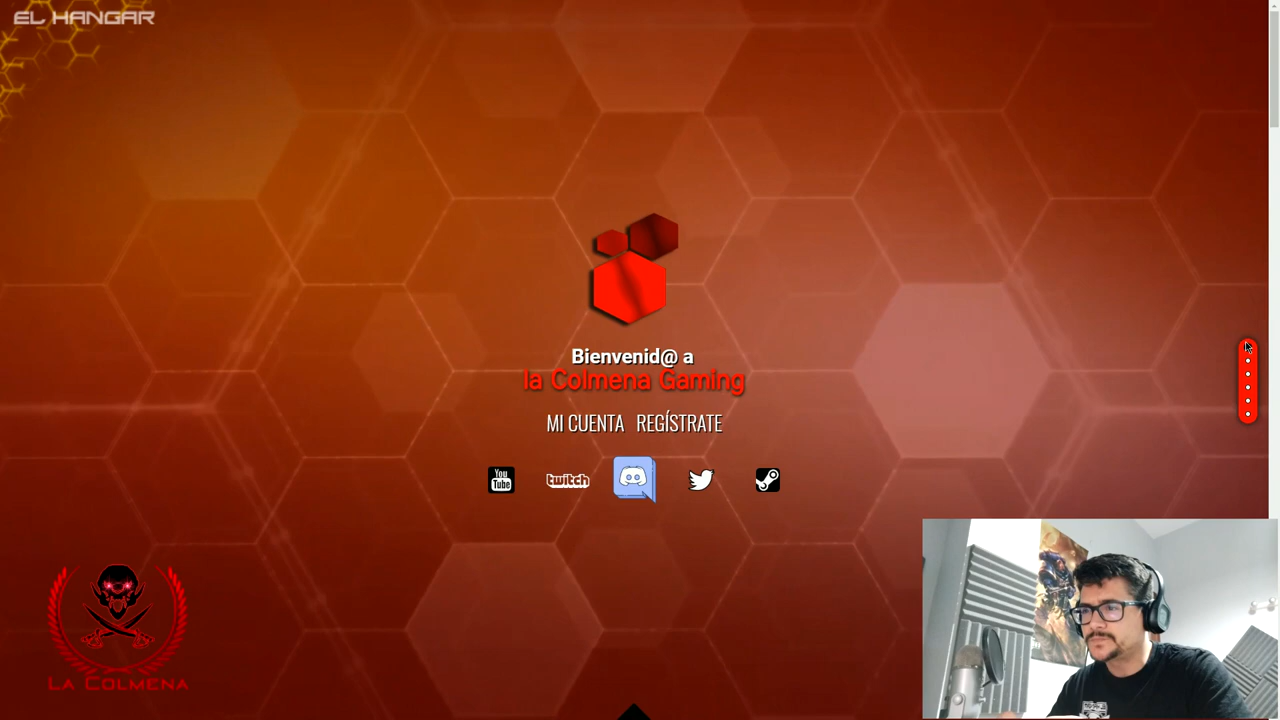 EL HANGAR
Bienvenid@ a
la Colmena Gaming
MI CUENTA REGÍSTRATE
You Tube
twitch
LA COLMENA